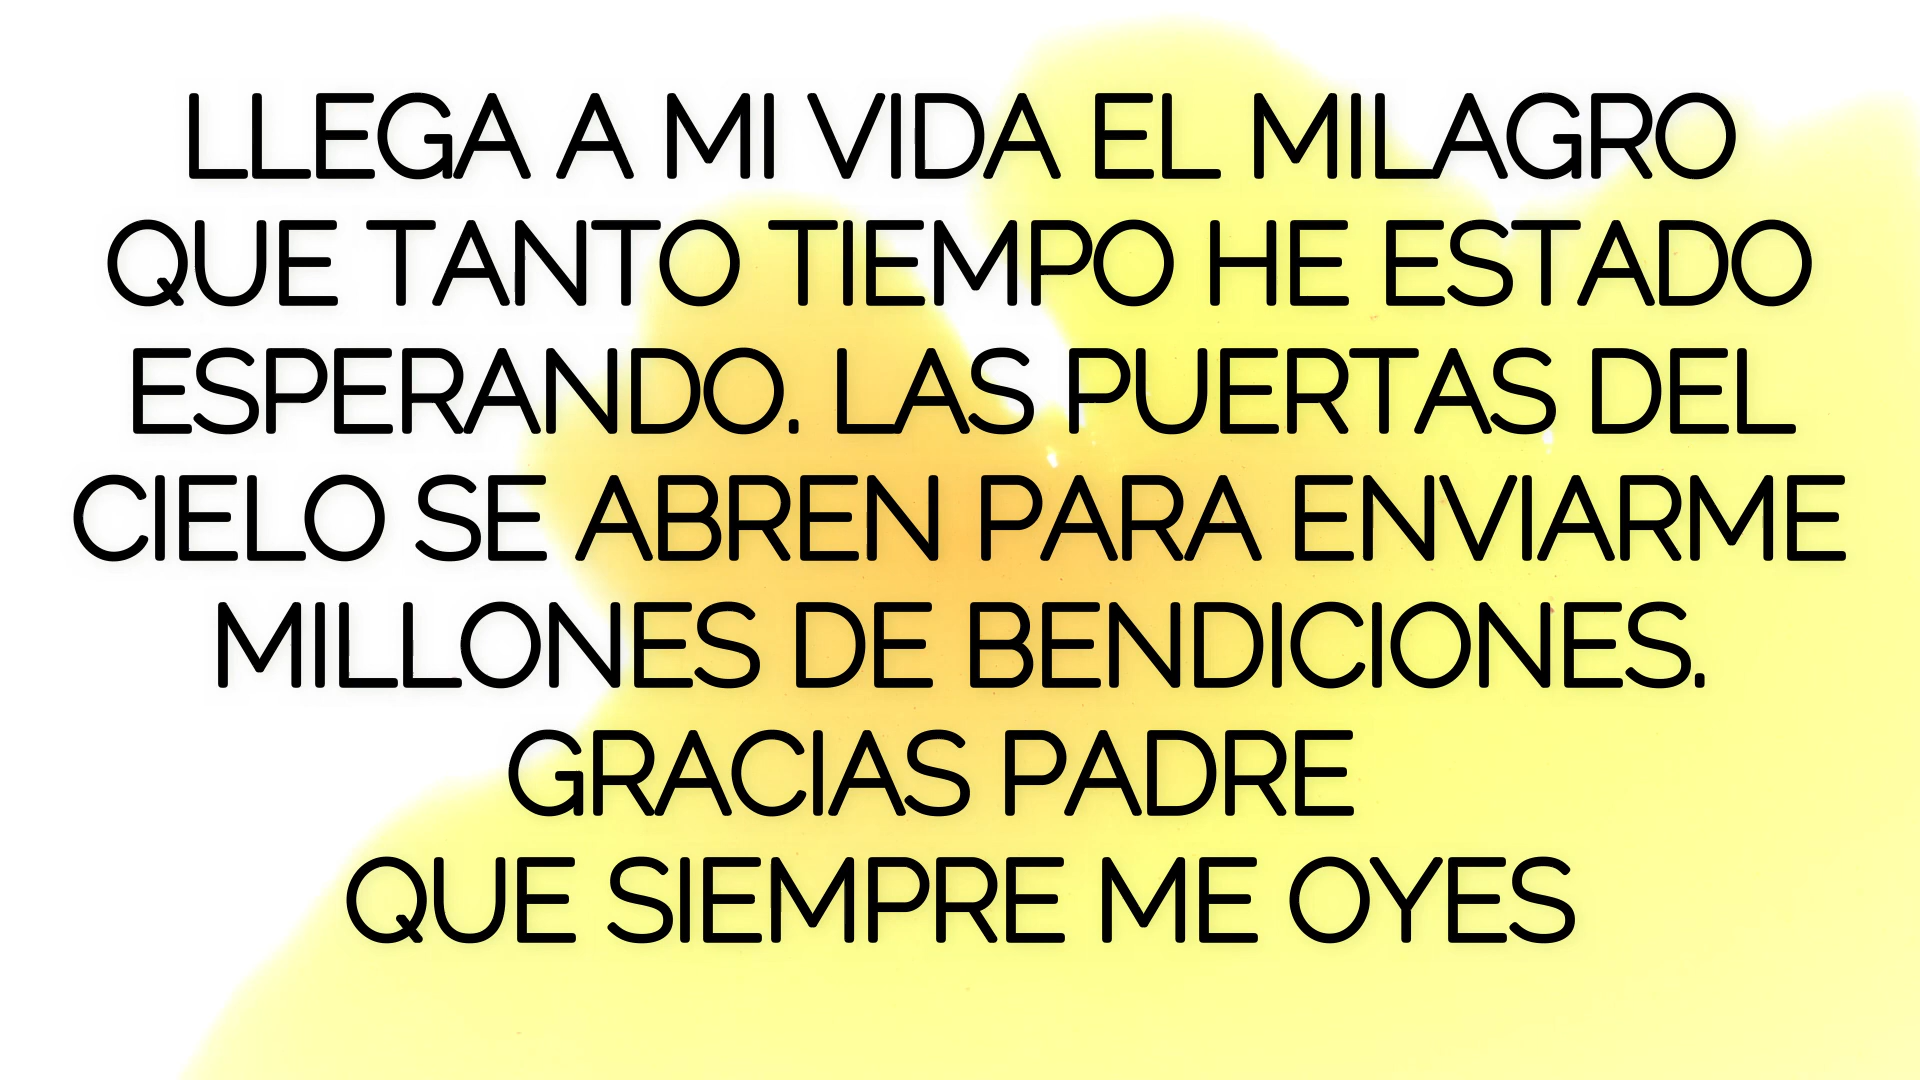 LLEGA A MI VIDA EL MILAGRO
QUE TANTO TIEMPO HE ESTADO
ESPERANDO. LAS PUERTAS DEL
CIELO SE ABREN PARA ENVIARME
MILLONES DE BENDICIONES.
GRACIAS PADRE
QUE SIEMPRE ME OYES